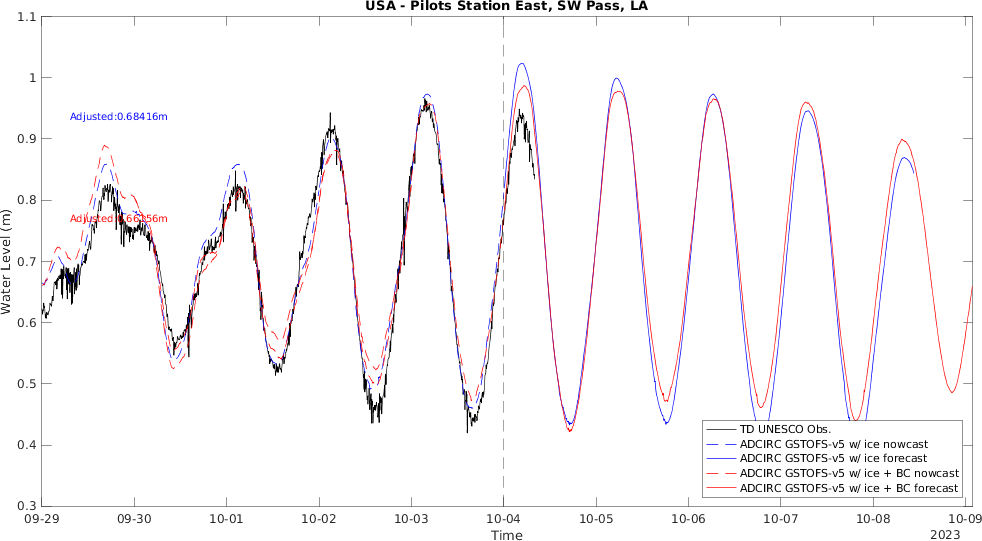 USA - Pilots Station East, SW Pass, LA
1.1
1
0.9
0.8
0.7
0.6
0.5
0.4
0.3
Water Level (m)
Adjusted:0.68416m
Adjusted:0.66356m
TD UNESCO Obs.
ADCIRC GSTOFS-v5 w/ ice nowcast
ADCIRC GSTOFS-v5 w/ ice forecast
ADCIRC GSTOFS-v5 w/ ice + BC nowcast
ADCIRC GSTOFS-v5 w/ ice + BC forecast
09-29 09-30 10-01 10-02 10-03 10-04 10-05 10-06 10-07 10-08 10-09
Time
2023